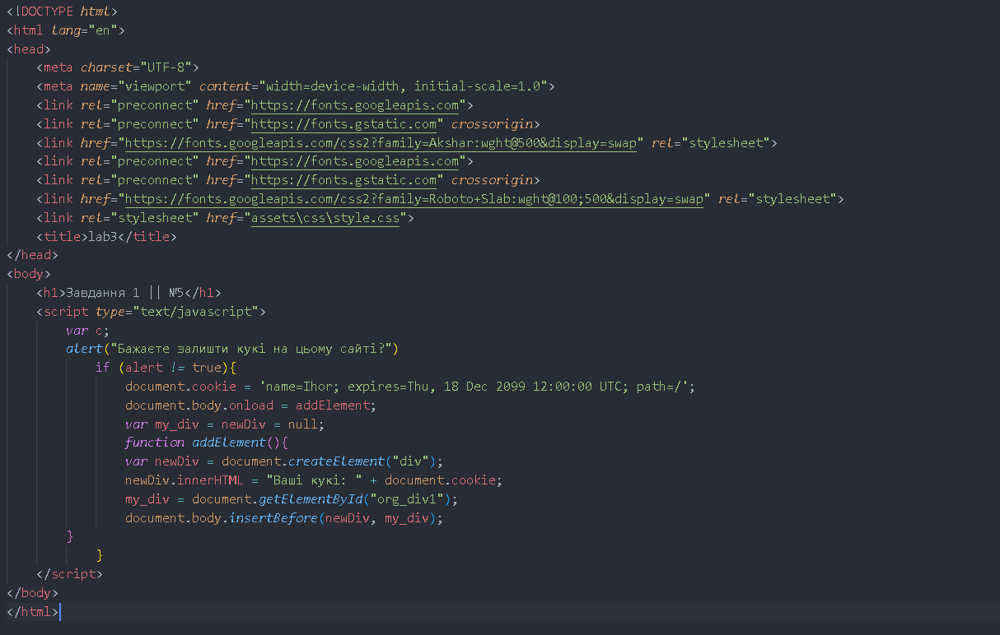 <!DOCTYPE html>
<html lang="en">
<head>
    <meta charset="UTF-8">
    <meta name="viewport" content="width=device-width, initial-scale=1.0">
    <link rel="preconnect" href="https://fonts.googleapis.com">
    <link rel="preconnect" href="https://fonts.gstatic.com" crossorigin>
    <link href="https://fonts.googleapis.com/css2?family=Akshar:wght@500&display=swap" rel="stylesheet">
    <link rel="preconnect" href="https://fonts.googleapis.com">
    <link rel="preconnect" href="https://fonts.gstatic.com" crossorigin>
    <link href="https://fonts.googleapis.com/css2?family=Roboto+Slab:wght@100;500&display=swap" rel="stylesheet">
    <link rel="stylesheet" href="assets\css\style.css">
    <title>lab3</title>
</head>
<body>
    <h1>Завдання 1 || №5</h1>
    <script type="text/javascript">
        var c;
        alert("Бажаєте залишти кукі на цьому сайті?")
            if (alert != true){
                document.cookie = 'name=Ihor; expires=Thu, 18 Dec 2099 12:00:00 UTC; path=/';
                document.body.onload = addElement;
                var my_div = newDiv = null;
                function addElement(){
                var newDiv = document.createElement("div");
                newDiv.innerHTML = "Ваші кукі: " + document.cookie;
                my_div = document.getElementById("org_div1");
                document.body.insertBefore(newDiv, my_div);
        }
            }
    </script>
</body>
</html>